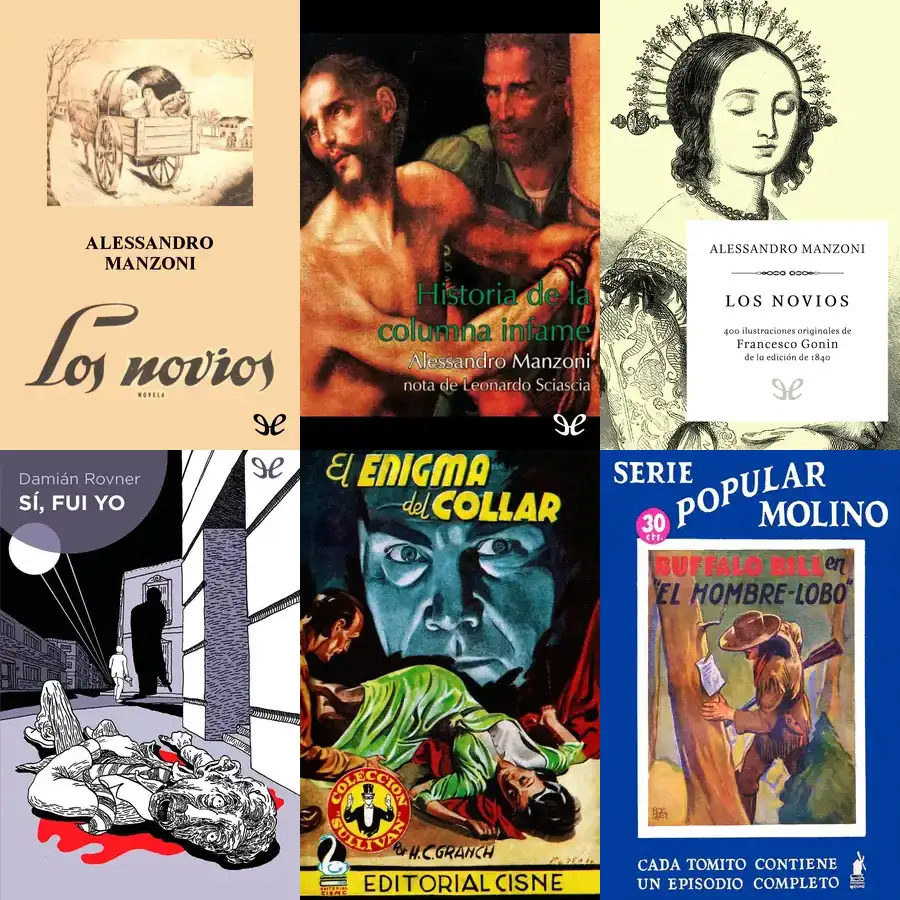 ALESSANDRO
MANZONI
Los novios
NOVELA
Historia de la
columna infame
Alessandro Manzoni
nota de Leonardo Sciascia
ALESSANDRO MANZONI
LOS NOVIOS
400 ilustraciones originales de
Francesco Gonin
de la edición de 1840
Damián Rovner
SÍ, FUI YO
EL ENIGMA
del COLLAR
COLECCION
"SULLIVAN"
Por H.C. GRANCH
EDITORIAL CISNE
SERIE
POPULAR
MOLINO
30
cts.
BUFFALO BILL en
"EL HOMBRE-LOBO"
CADA TOMITO CONTIENE
UN EPISODIO COMPLETO